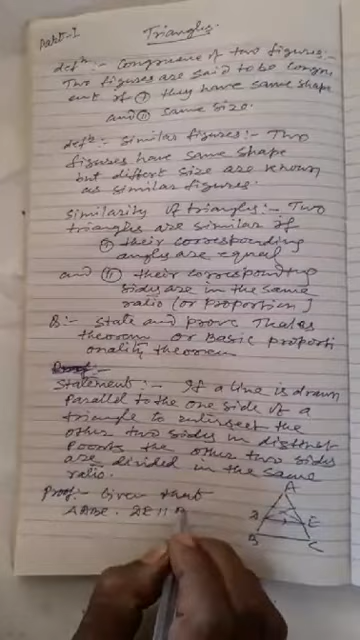 Part-I
Triangles
defn:- Congruence of two figures:-
Two figures are said to be congru
ent if (i) they have same shape
and (ii) same size.
defn:- Similar figures:- Two
figures have same shape
but differt size are known
as similar figures.
Similarity of triangles:- Two
triangles are similar if
(i) their corresponding
angles are equal
and (ii) their corresponding
sides are in the same
ratio (or proportion)
Q:- State and prove Thales
theorem or Basic proporti
onality theorem
Proof:-
Statement:- If a line is drawn
parallel to the one side of a
triangle to intersect the
other two sides in distinct
points the other two sides
are divided in the same
ratio.
Proof:- Given that
DE ||
A
D E
B C